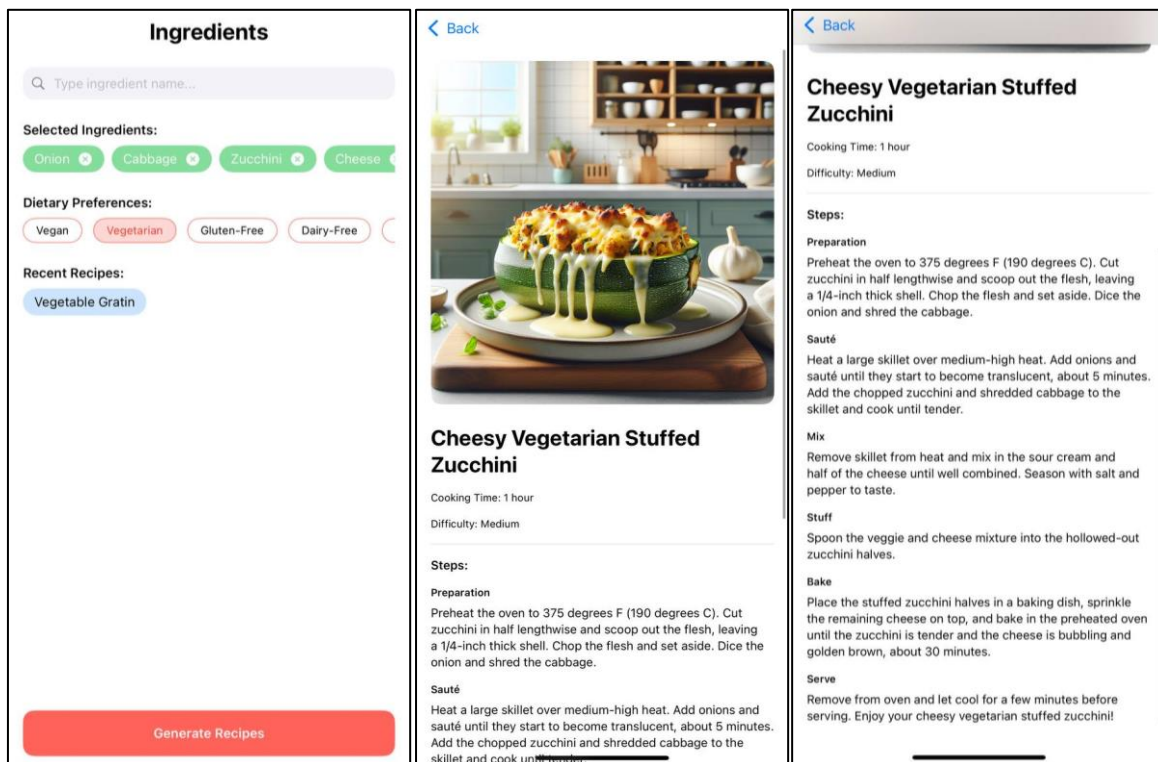 Ingredients
Type ingredient name...
Selected Ingredients:
Onion
Cabbage
Zucchini
Cheese
Dietary Preferences:
Vegan
Vegetarian
Gluten-Free
Dairy-Free
Recent Recipes:
Vegetable Gratin
Generate Recipes
Back
Cheesy Vegetarian Stuffed
Zucchini
Cooking Time: 1 hour
Difficulty: Medium
Steps:
Preparation
Preheat the oven to 375 degrees F (190 degrees C). Cut
zucchini in half lengthwise and scoop out the flesh, leaving
a 1/4-inch thick shell. Chop the flesh and set aside. Dice the
onion and shred the cabbage.
Sauté
Heat a large skillet over medium-high heat. Add onions and
sauté until they start to become translucent, about 5 minutes.
Add the chopped zucchini and shredded cabbage to the
skillet and cook until tender.
Back
Cheesy Vegetarian Stuffed
Zucchini
Cooking Time: 1 hour
Difficulty: Medium
Steps:
Preparation
Preheat the oven to 375 degrees F (190 degrees C). Cut
zucchini in half lengthwise and scoop out the flesh, leaving
a 1/4-inch thick shell. Chop the flesh and set aside. Dice the
onion and shred the cabbage.
Sauté
Heat a large skillet over medium-high heat. Add onions and
sauté until they start to become translucent, about 5 minutes.
Add the chopped zucchini and shredded cabbage to the
skillet and cook until tender.
Mix
Remove skillet from heat and mix in the sour cream and
half of the cheese until well combined. Season with salt and
pepper to taste.
Stuff
Spoon the veggie and cheese mixture into the hollowed-out
zucchini halves.
Bake
Place the stuffed zucchini halves in a baking dish, sprinkle
the remaining cheese on top, and bake in the preheated oven
until the zucchini is tender and the cheese is bubbling and
golden brown, about 30 minutes.
Serve
Remove from oven and let cool for a few minutes before
serving. Enjoy your cheesy vegetarian stuffed zucchini!